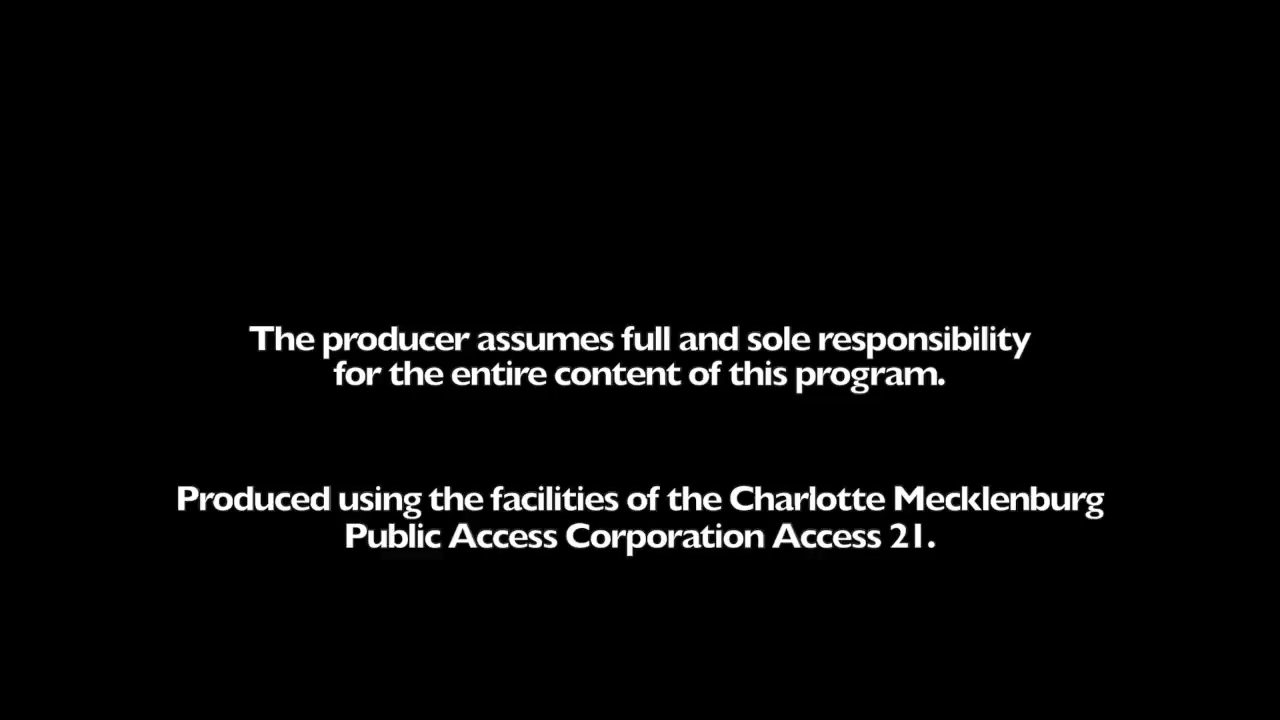 The producer assumes full and sole responsibility
for the entire content of this program.
Produced using the facilities of the Charlotte Mecklenburg
Public Access Corporation Access 21.